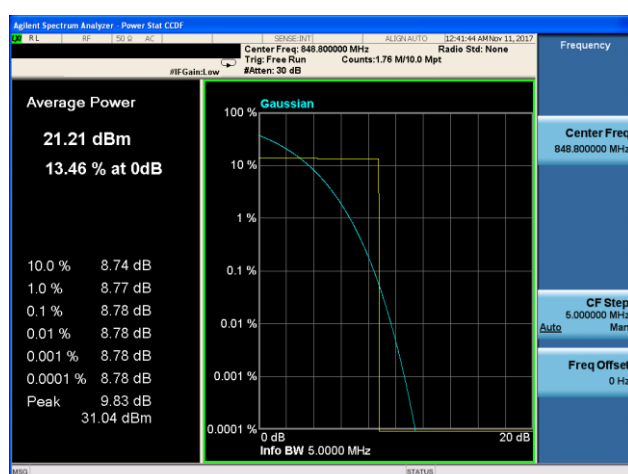 Agilent Spectrum Analyzer - Power Stat CCDF
RL RF 50 Ω AC SENSE:INT ALIGN AUTO 12:41:44 AM Nov 11, 2017
Center Freq: 848.800000 MHz Radio Std: None
Trig: Free Run Counts:1.76 M/10.0 Mpt
#IFGain:Low #Atten: 30 dB
Frequency
Average Power
21.21 dBm
13.46 % at 0dB
10.0 % 8.74 dB
1.0 % 8.77 dB
0.1 % 8.78 dB
0.01 % 8.78 dB
0.001 % 8.78 dB
0.0001 % 8.78 dB
Peak 9.83 dB
31.04 dBm
Gaussian
100 %
10 %
1 %
0.1 %
0.01 %
0.001 %
0.0001 %
0 dB 20 dB
Info BW 5.0000 MHz
Center Freq
848.800000 MHz
CF Step
5.000000 MHz
Auto Man
Freq Offset
0 Hz
MSG STATUS